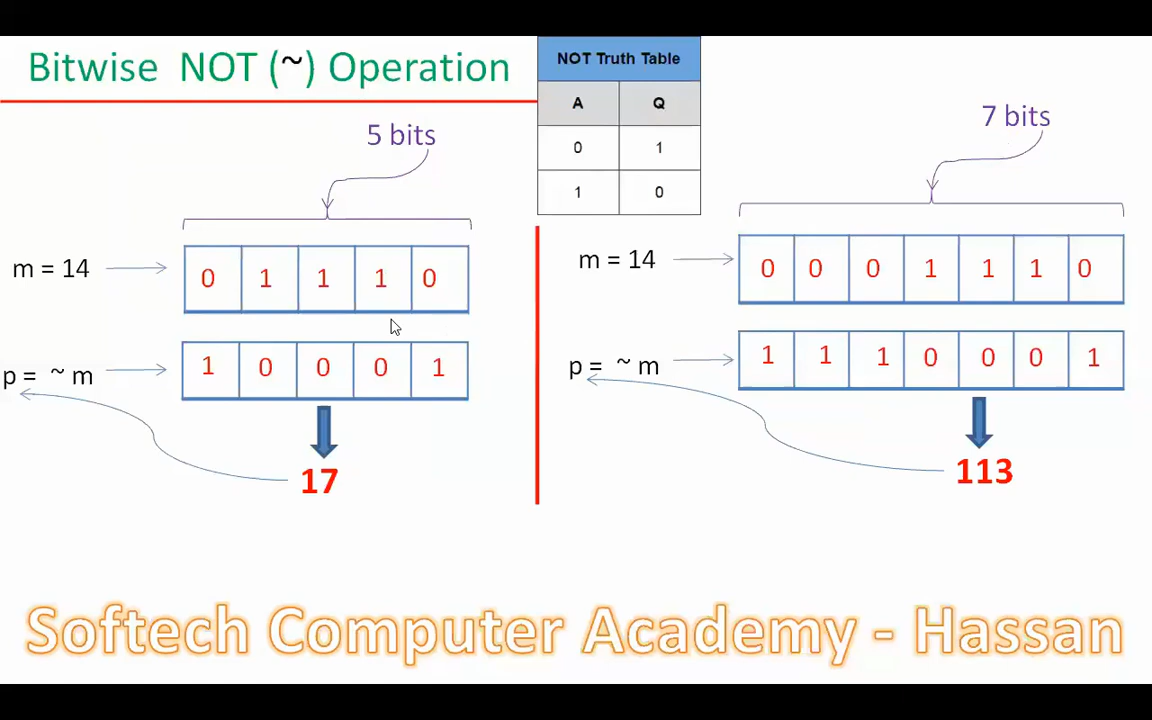 Bitwise NOT (~) Operation
NOT Truth Table
A Q
0 1
1 0
5 bits
m = 14
0 1 1 1 0
p = ~ m
1 0 0 0 1
17
7 bits
m = 14
0 0 0 1 1 1 0
p = ~ m
1 1 1 0 0 0 1
113
Softech Computer Academy - Hassan